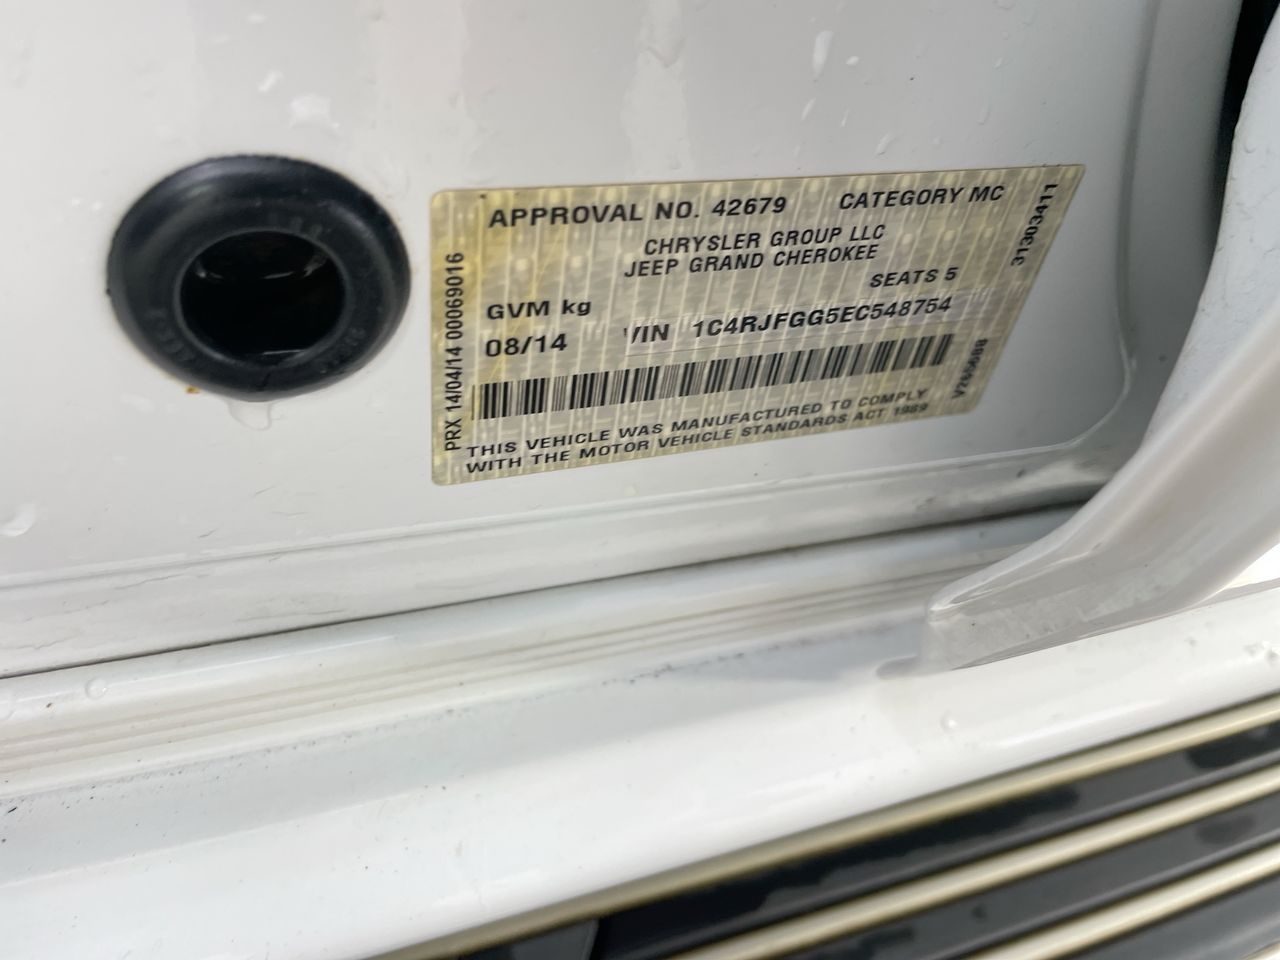 APPROVAL NO. 42679 CATEGORY MC
CHRYSLER GROUP LLC
JEEP GRAND CHEROKEE
SEATS 5
GVM kg
08/14 VIN 1C4RJFGG5EC548754
THIS VEHICLE WAS MANUFACTURED TO COMPLY
WITH THE MOTOR VEHICLE STANDARDS ACT 1989
PRX 14/04/14 00069016
31303411